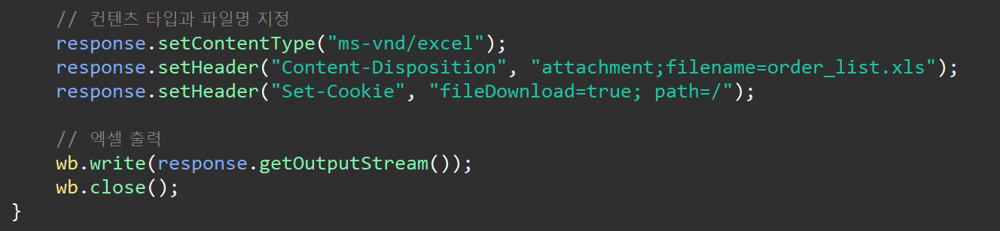 // 컨텐츠 타입과 파일명 지정
response.setContentType("ms-vnd/excel");
response.setHeader("Content-Disposition", "attachment;filename=order_list.xls");
response.setHeader("Set-Cookie", "fileDownload=true; path=/");
// 엑셀 출력
wb.write(response.getOutputStream());
wb.close();
}